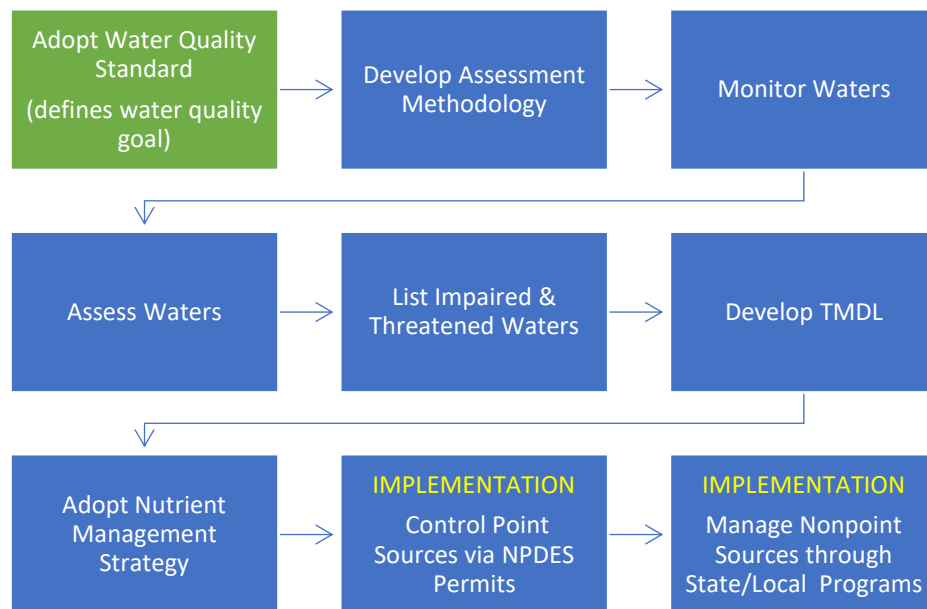 Adopt Water Quality
Standard
(defines water quality
goal)
Develop Assessment
Methodology
Monitor Waters
Assess Waters
List Impaired &
Threatened Waters
Develop TMDL
Adopt Nutrient
Management
Strategy
IMPLEMENTATION
Control Point
Sources via NPDES
Permits
IMPLEMENTATION
Manage Nonpoint
Sources through
State/Local Programs